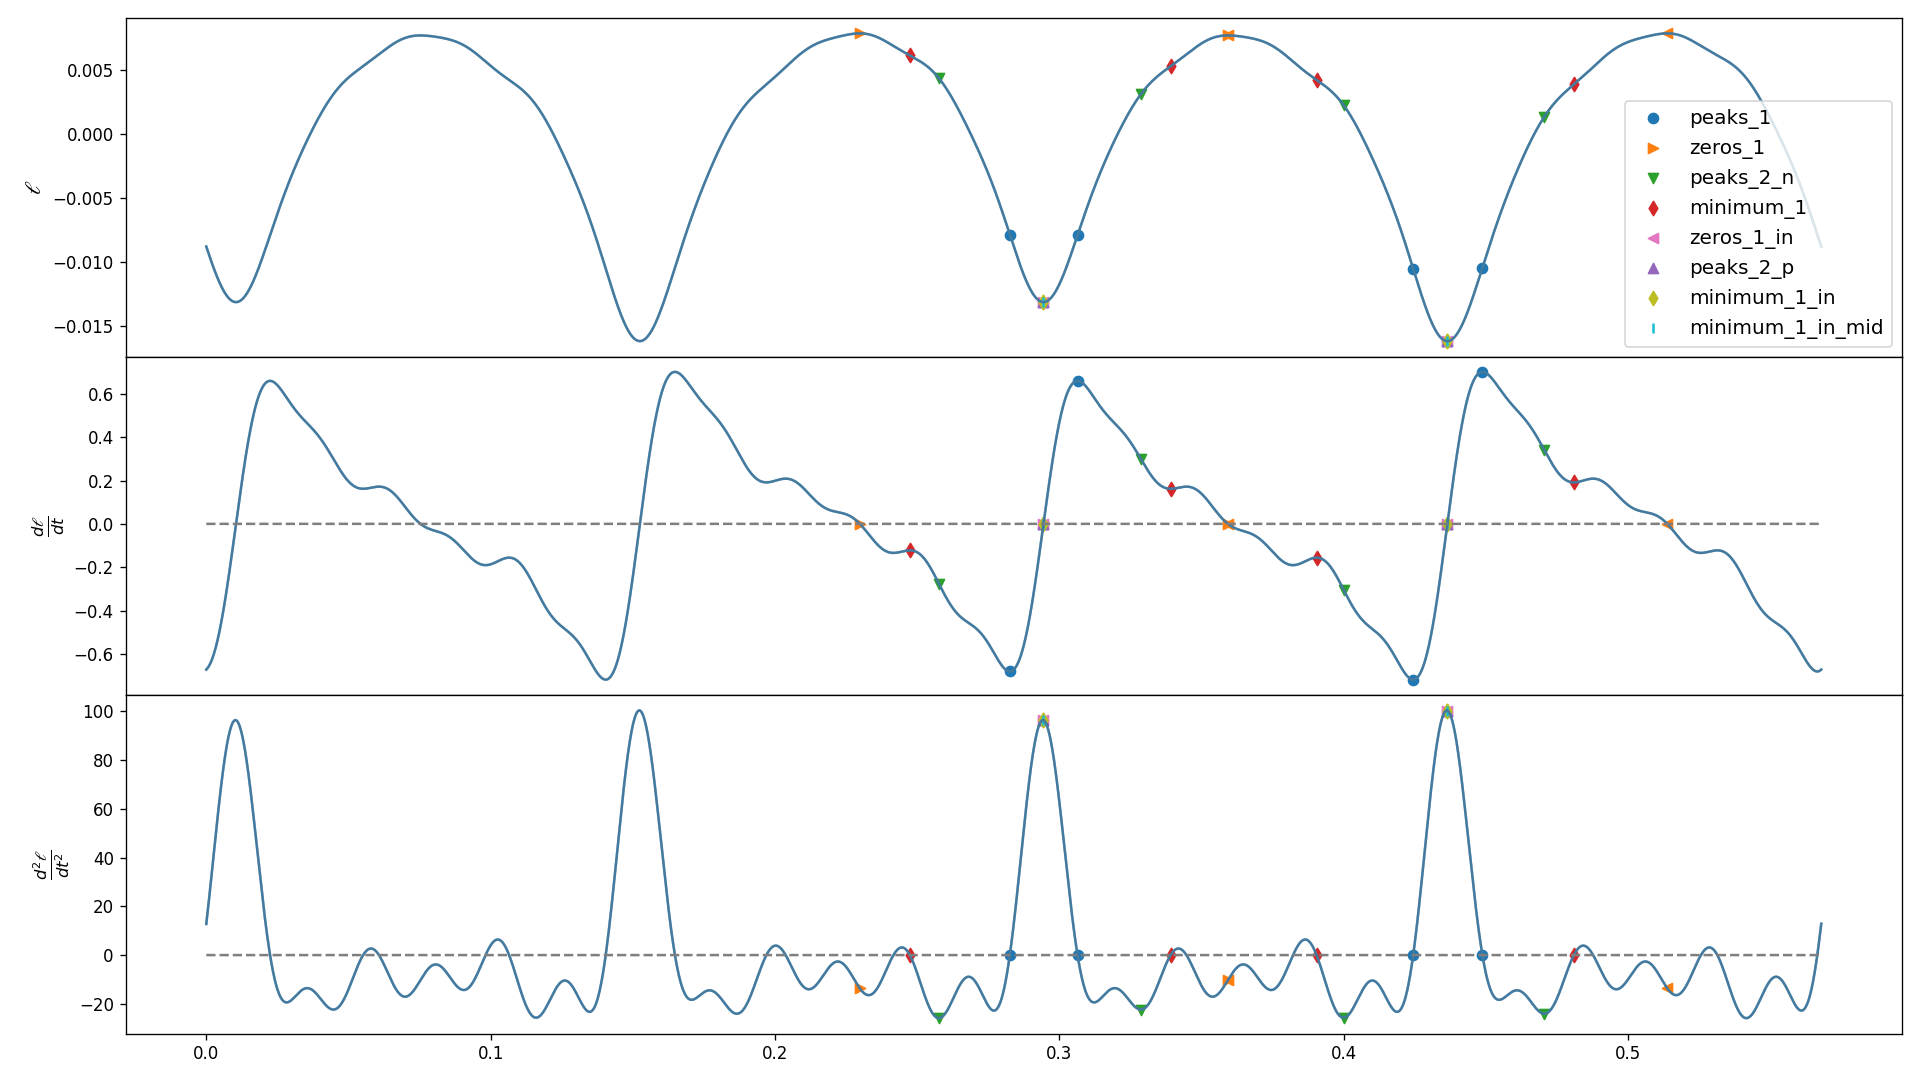 ℓ
0.005
0.000
−0.005
−0.010
−0.015
peaks_1
zeros_1
peaks_2_n
minimum_1
zeros_1_in
peaks_2_p
minimum_1_in
minimum_1_in_mid
dℓ/dt
0.6
0.4
0.2
0.0
−0.2
−0.4
−0.6
d²ℓ/dt²
100
80
60
40
20
0
−20
0.0 0.1 0.2 0.3 0.4 0.5